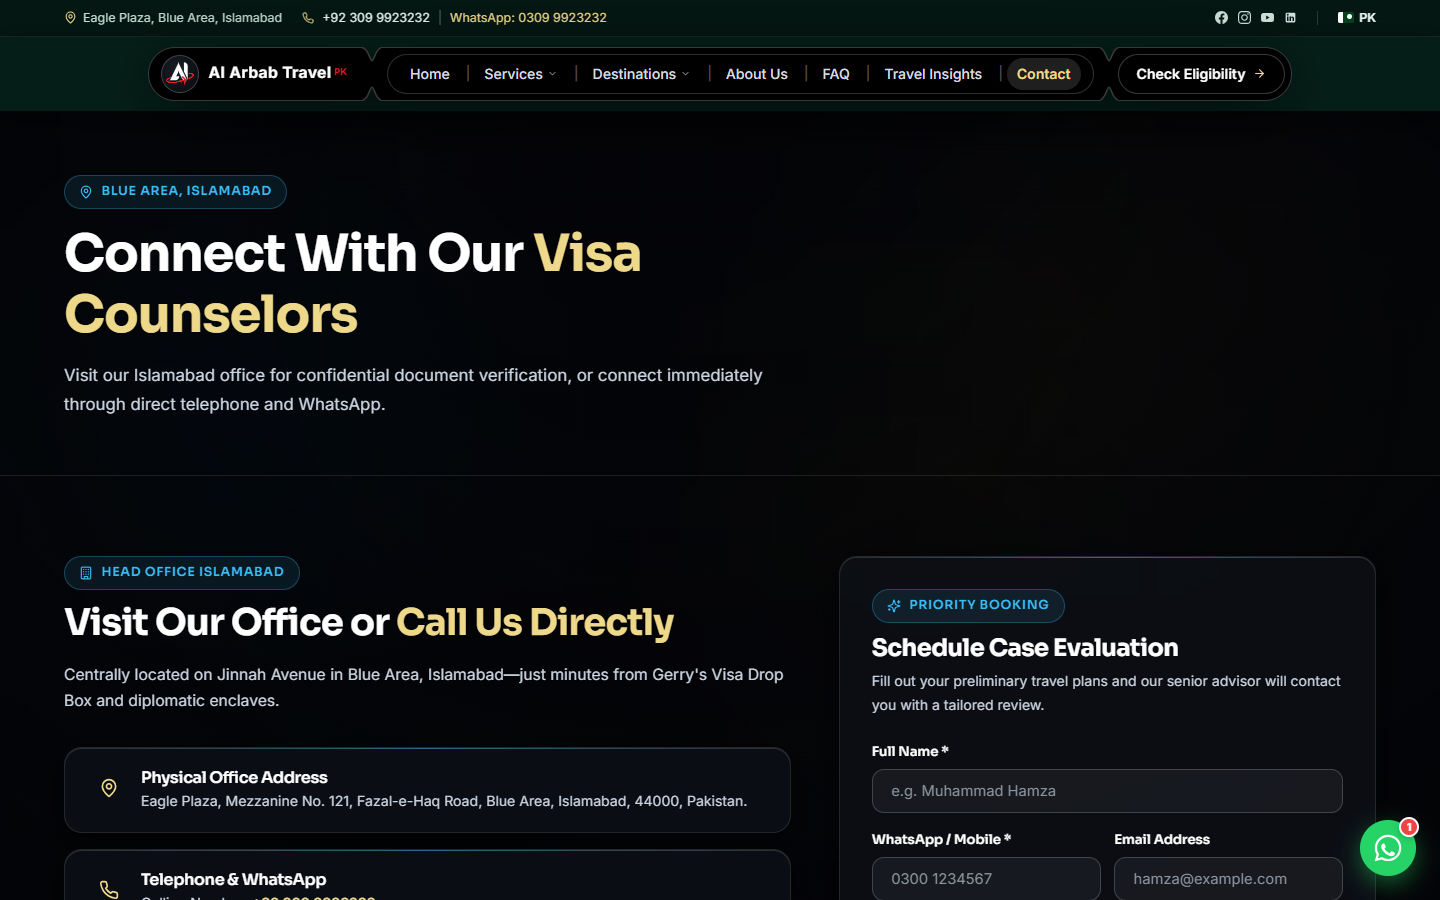 Eagle Plaza, Blue Area, Islamabad
+92 309 9923232
WhatsApp: 0309 9923232
PK
Al Arbab Travel PK
Home
Services
Destinations
About Us
FAQ
Travel Insights
Contact
Check Eligibility
BLUE AREA, ISLAMABAD
Connect With Our Visa
Counselors
Visit our Islamabad office for confidential document verification, or connect immediately
through direct telephone and WhatsApp.
HEAD OFFICE ISLAMABAD
Visit Our Office or Call Us Directly
Centrally located on Jinnah Avenue in Blue Area, Islamabad—just minutes from Gerry's Visa Drop
Box and diplomatic enclaves.
Physical Office Address
Eagle Plaza, Mezzanine No. 121, Fazal-e-Haq Road, Blue Area, Islamabad, 44000, Pakistan.
Telephone & WhatsApp
PRIORITY BOOKING
Schedule Case Evaluation
Fill out your preliminary travel plans and our senior advisor will contact
you with a tailored review.
Full Name *
e.g. Muhammad Hamza
WhatsApp / Mobile *
Email Address
0300 1234567
hamza@example.com
1